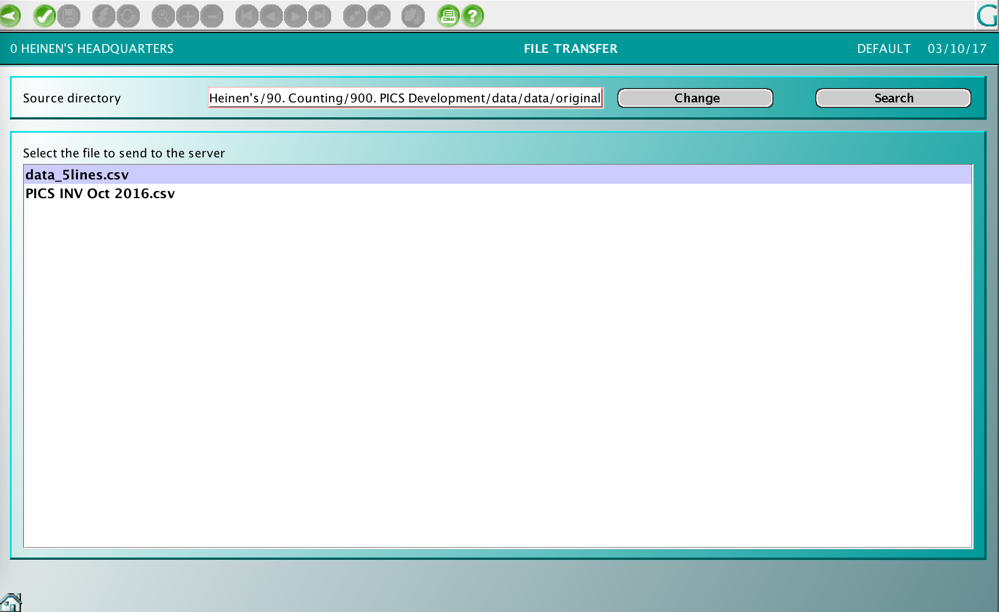 G
0 HEINEN'S HEADQUARTERS FILE TRANSFER DEFAULT 03/10/17
Source directory Heinen's/90. Counting/900. PICS Development/data/data/original Change Search
Select the file to send to the server
data_5lines.csv
PICS INV Oct 2016.csv